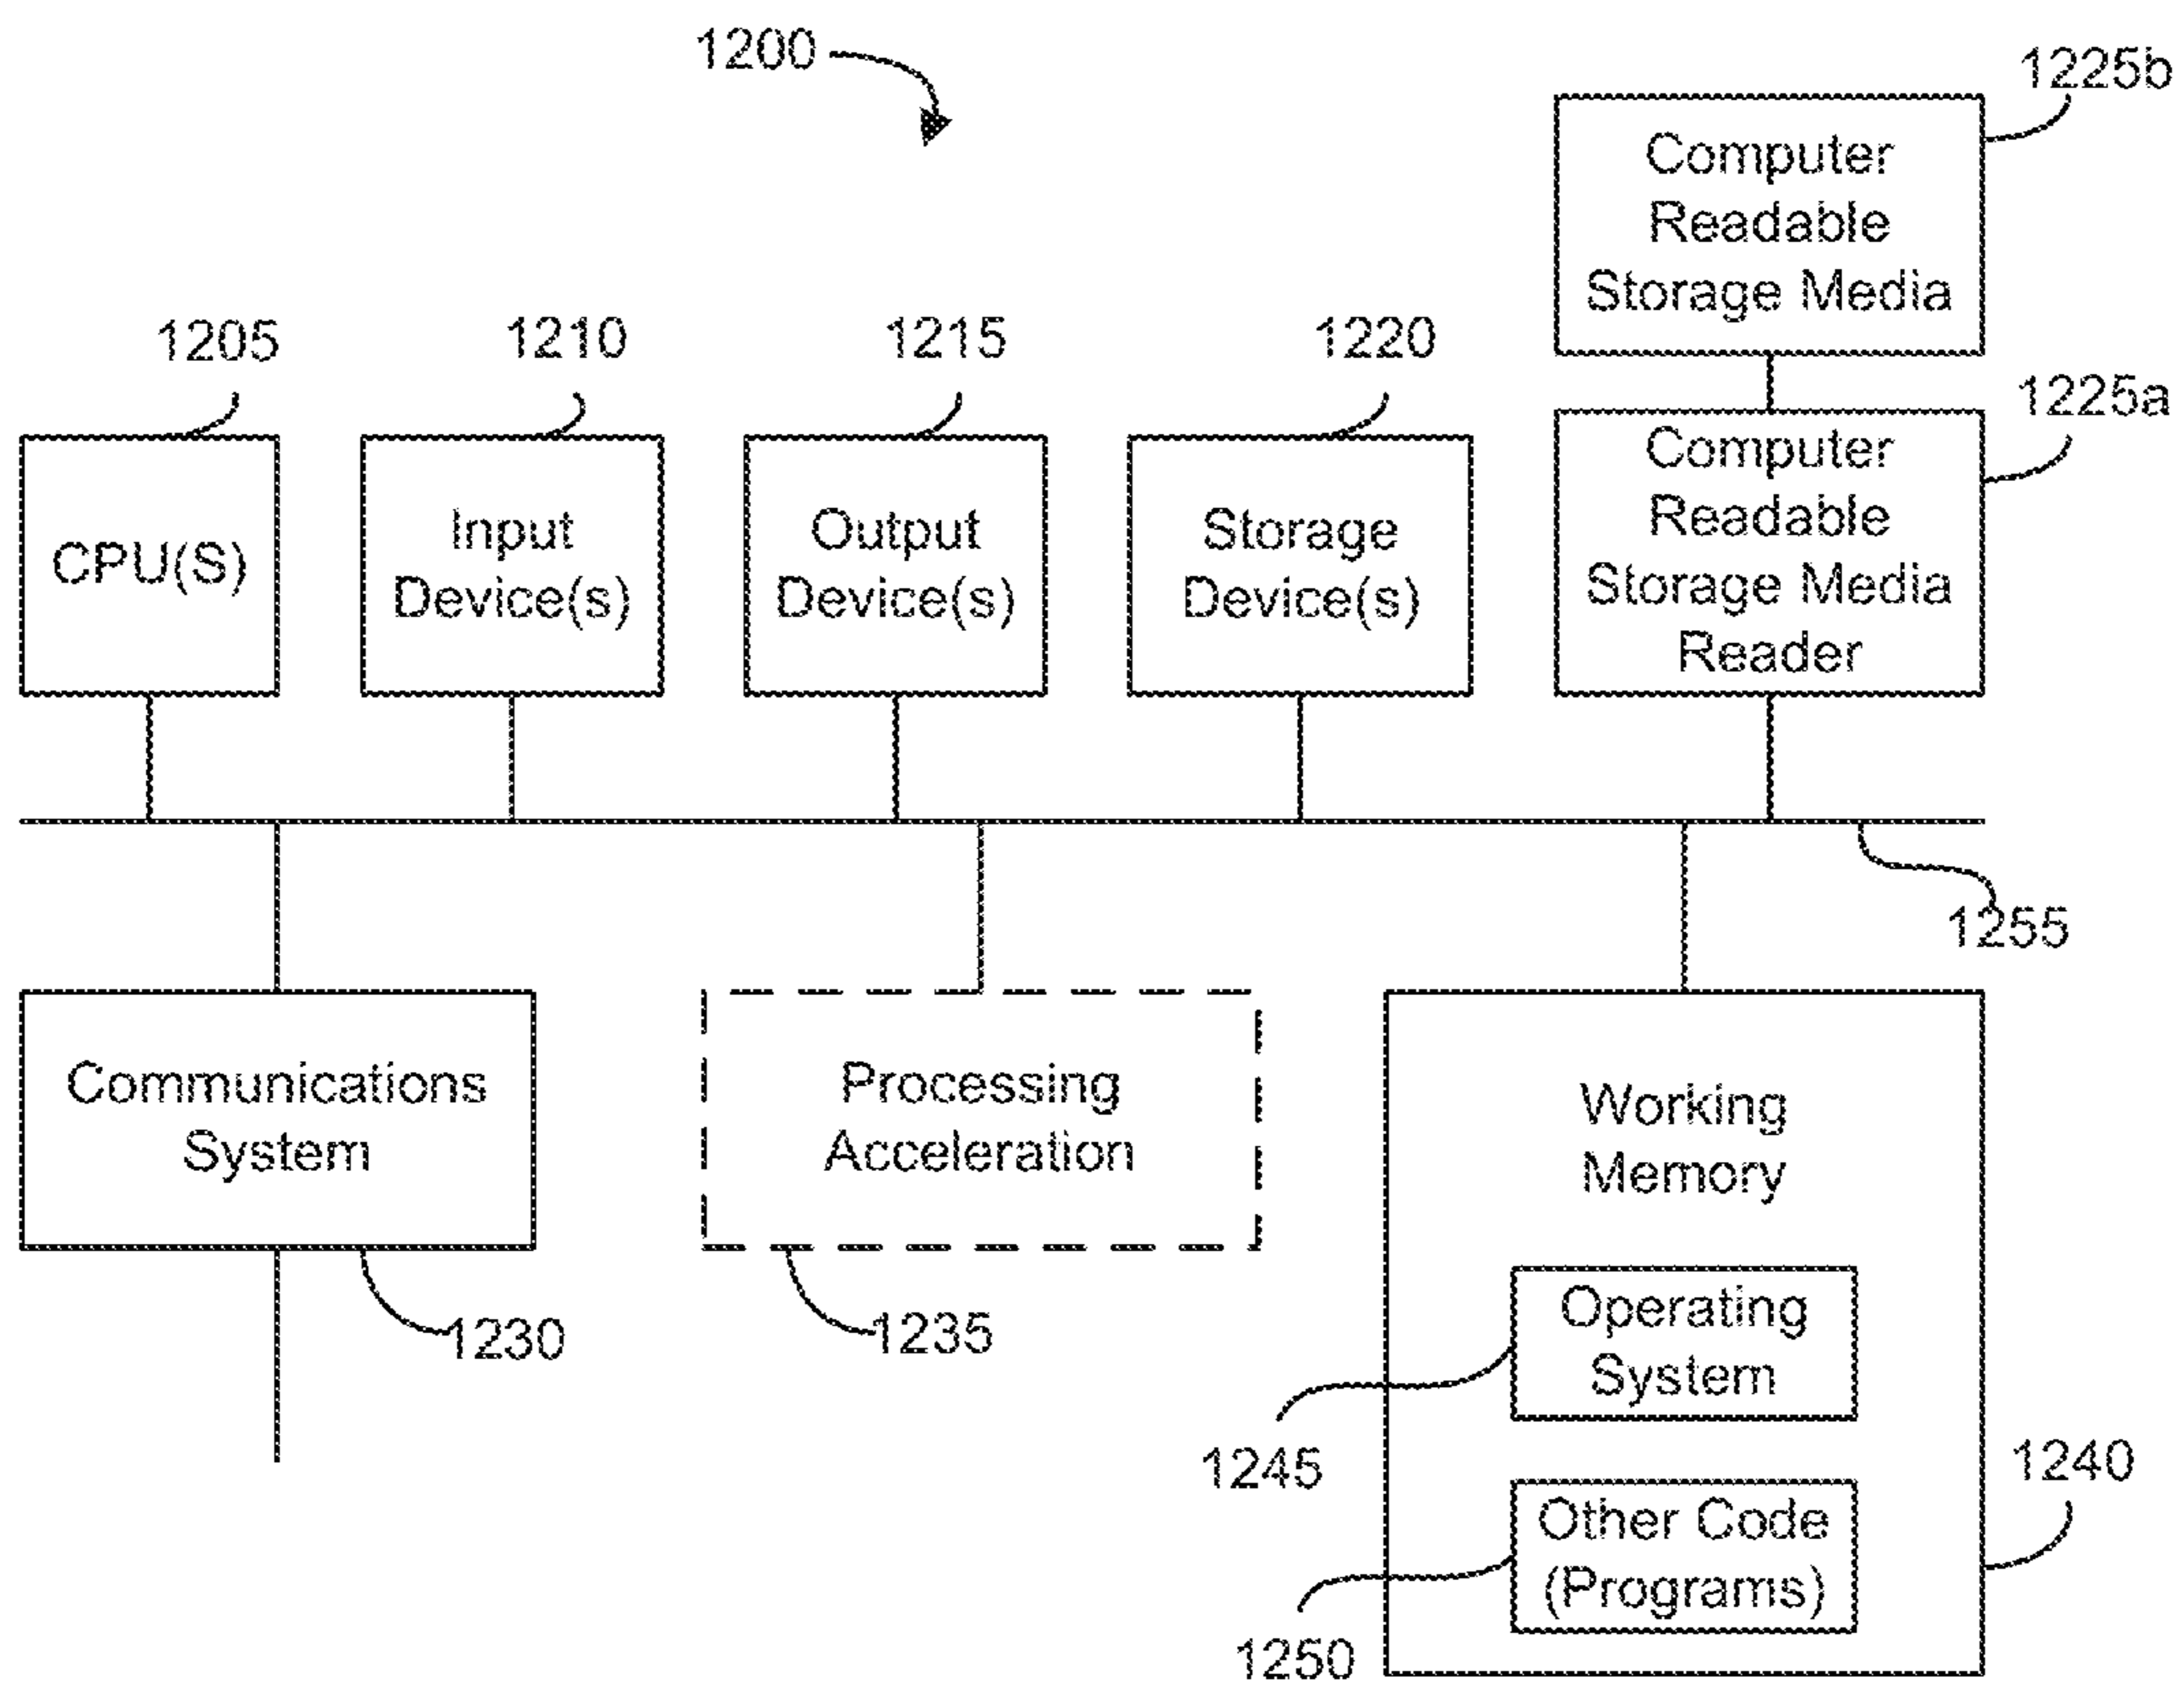 1200
1225b
Computer
Readable
Storage Media
1205
1210
1215
1220
1225a
CPU(S)
Input
Device(s)
Output
Device(s)
Storage
Device(s)
Computer
Readable
Storage Media
Reader
1255
Communications
System
Processing
Acceleration
Working
Memory
1230
1235
Operating
System
1245
1240
Other Code
(Programs)
1250